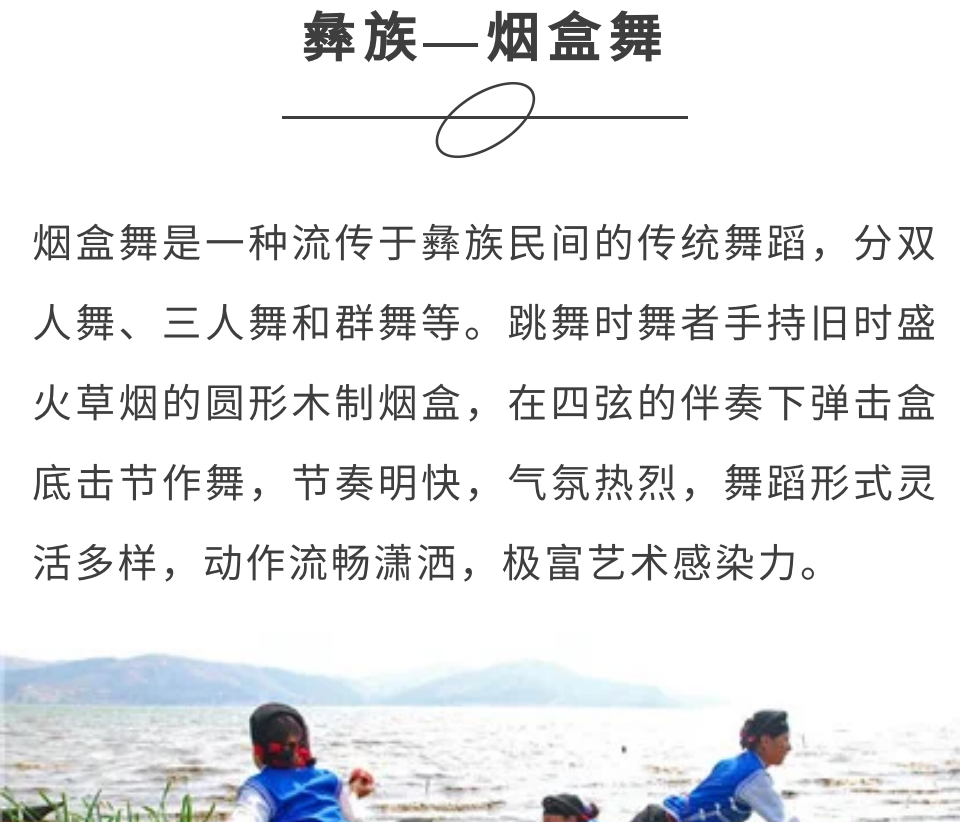 彝族—烟盒舞
烟盒舞是一种流传于彝族民间的传统舞蹈，分双
人舞、三人舞和群舞等。跳舞时舞者手持旧时盛
火草烟的圆形木制烟盒，在四弦的伴奏下弹击盒
底击节作舞，节奏明快，气氛热烈，舞蹈形式灵
活多样，动作流畅潇洒，极富艺术感染力。